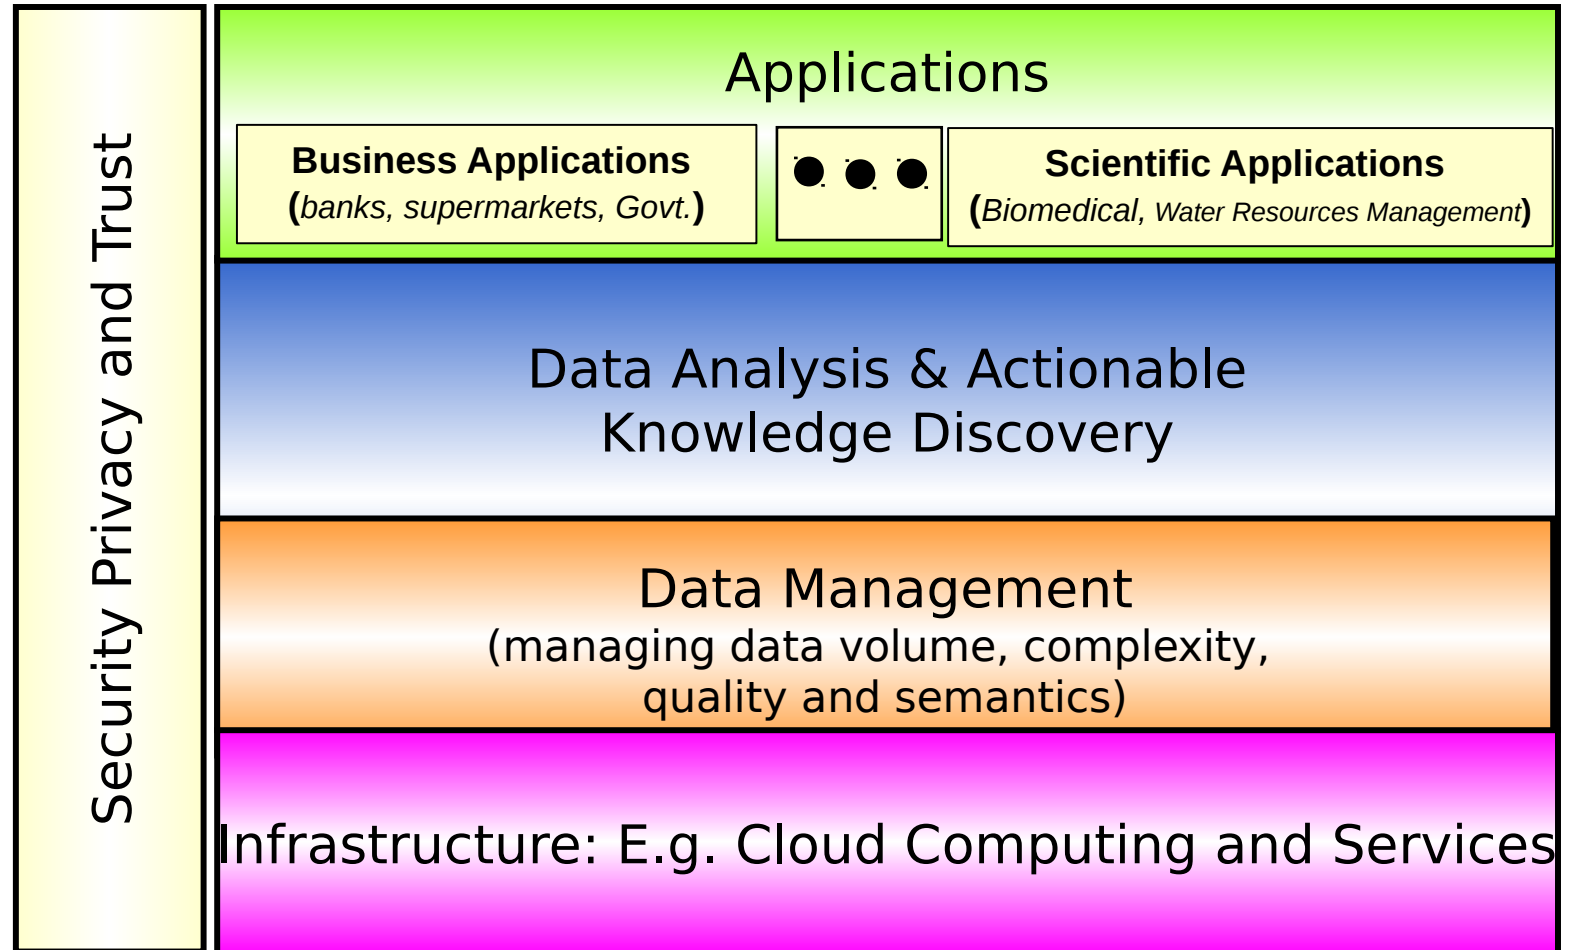 Security Privacy and Trust
Applications
Business Applications
(banks, supermarkets, Govt.)
Scientific Applications
(Biomedical, Water Resources Management)
Data Analysis & Actionable
Knowledge Discovery
Data Management
(managing data volume, complexity,
quality and semantics)
Infrastructure: E.g. Cloud Computing and Services